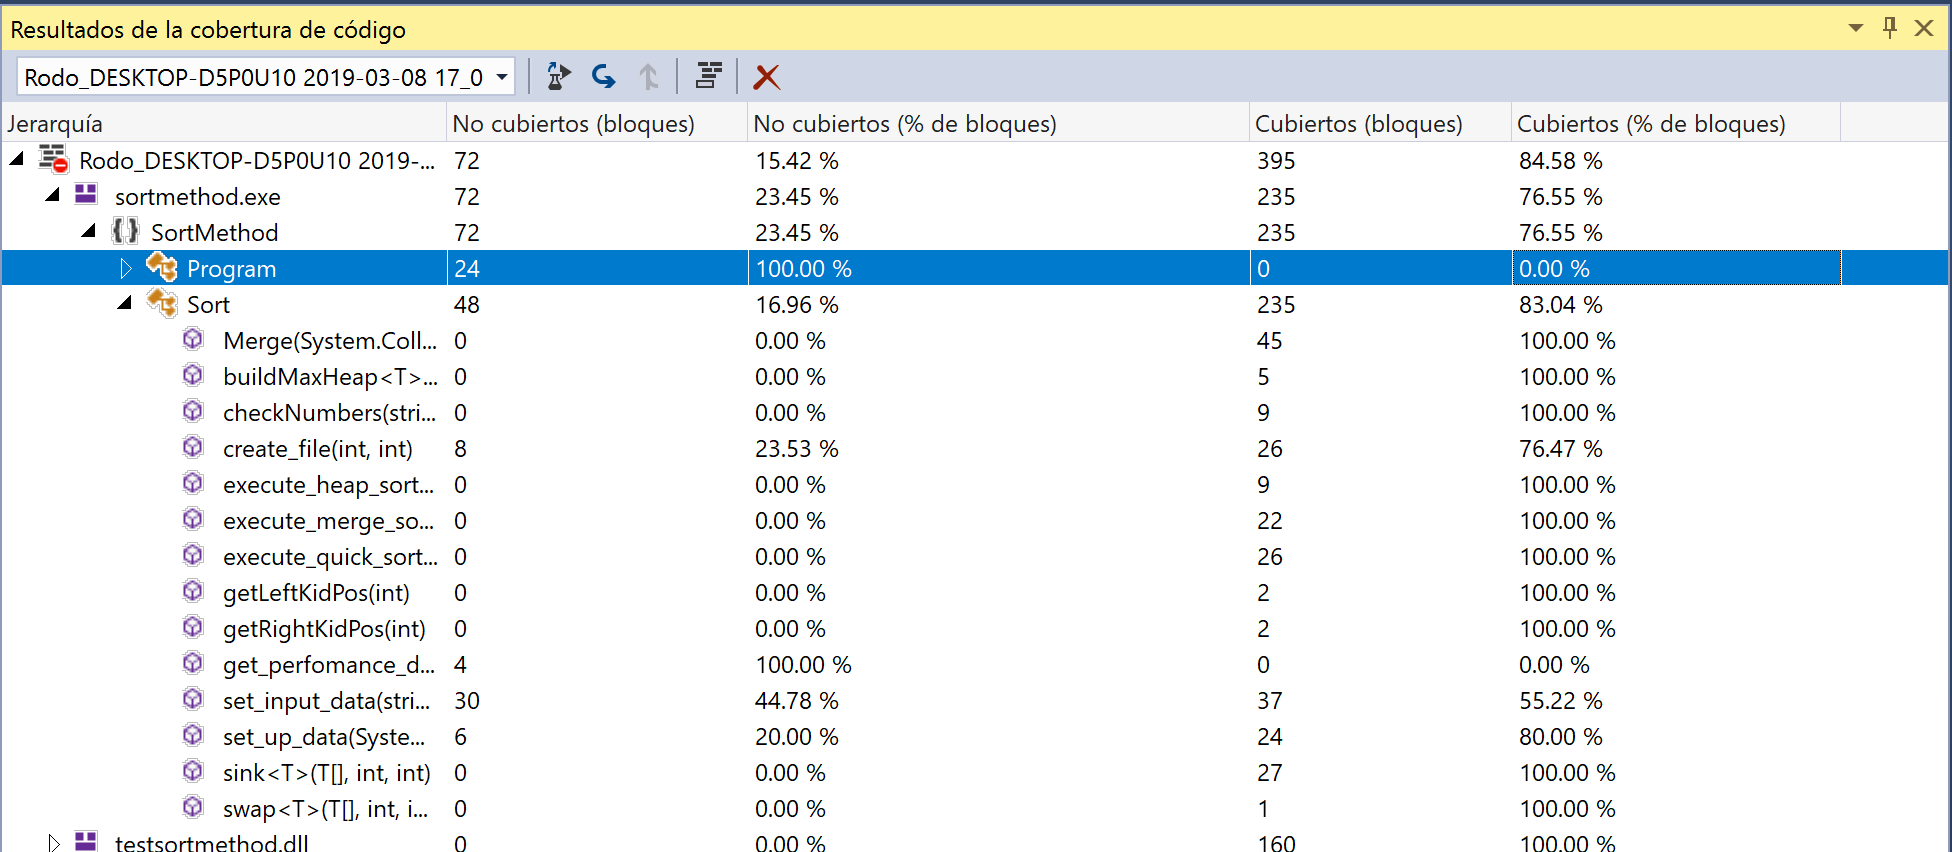 Resultados de la cobertura de código
Rodo_DESKTOP-D5P0U10 2019-03-08 17_0
Jerarquía No cubiertos (bloques) No cubiertos (% de bloques) Cubiertos (bloques) Cubiertos (% de bloques)
Rodo_DESKTOP-D5P0U10 2019-... 72 15.42 % 395 84.58 %
sortmethod.exe 72 23.45 % 235 76.55 %
SortMethod 72 23.45 % 235 76.55 %
Program 24 100.00 % 0 0.00 %
Sort 48 16.96 % 235 83.04 %
Merge(System.Coll... 0 0.00 % 45 100.00 %
buildMaxHeap<T>... 0 0.00 % 5 100.00 %
checkNumbers(stri... 0 0.00 % 9 100.00 %
create_file(int, int) 8 23.53 % 26 76.47 %
execute_heap_sort... 0 0.00 % 9 100.00 %
execute_merge_so... 0 0.00 % 22 100.00 %
execute_quick_sort... 0 0.00 % 26 100.00 %
getLeftKidPos(int) 0 0.00 % 2 100.00 %
getRightKidPos(int) 0 0.00 % 2 100.00 %
get_perfomance_d... 4 100.00 % 0 0.00 %
set_input_data(stri... 30 44.78 % 37 55.22 %
set_up_data(Syste... 6 20.00 % 24 80.00 %
sink<T>(T[], int, int) 0 0.00 % 27 100.00 %
swap<T>(T[], int, i... 0 0.00 % 1 100.00 %
testsortmethod.dll 0 0.00 % 160 100.00 %